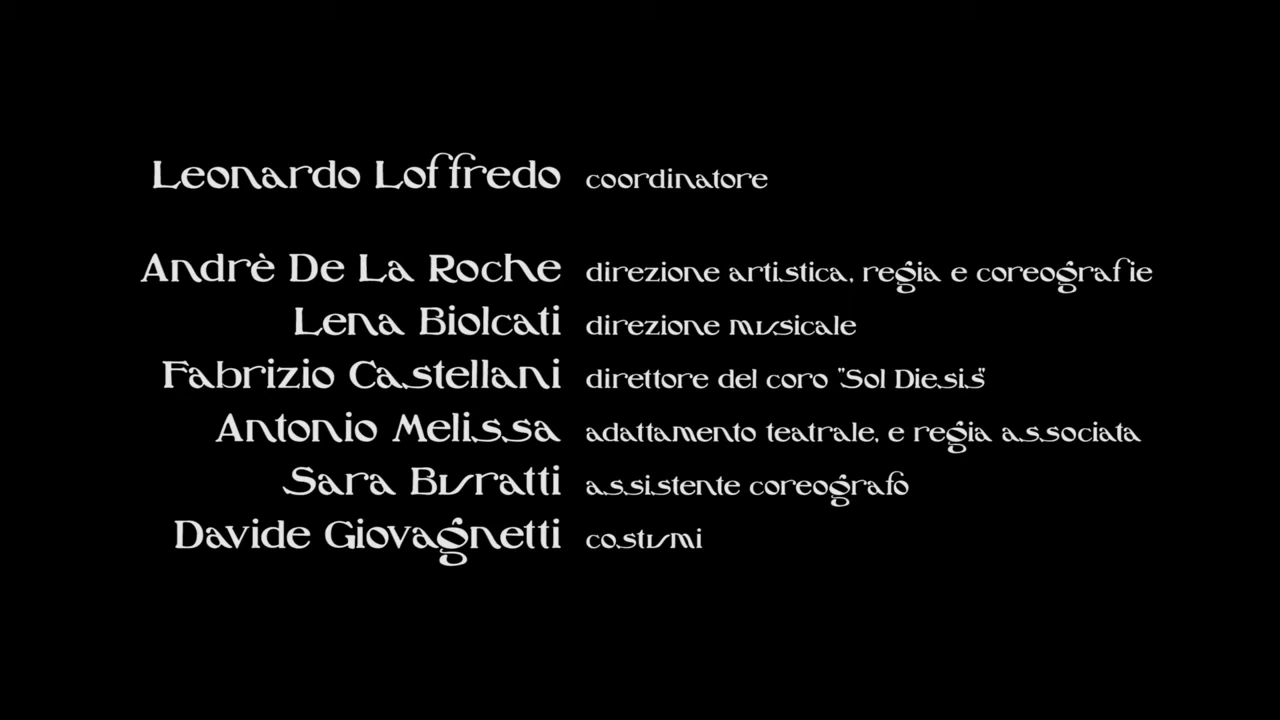 Leonardo Loffredo coordinatore
Andrè De La Roche direzione artistica, regia e coreografie
Lena Biolcati direzione musicale
Fabrizio Castellani direttore del coro "Sol Diesis"
Antonio Melissa adattamento teatrale, e regia associata
Sara Buratti assistente coreografo
Davide Giovagnetti costumi